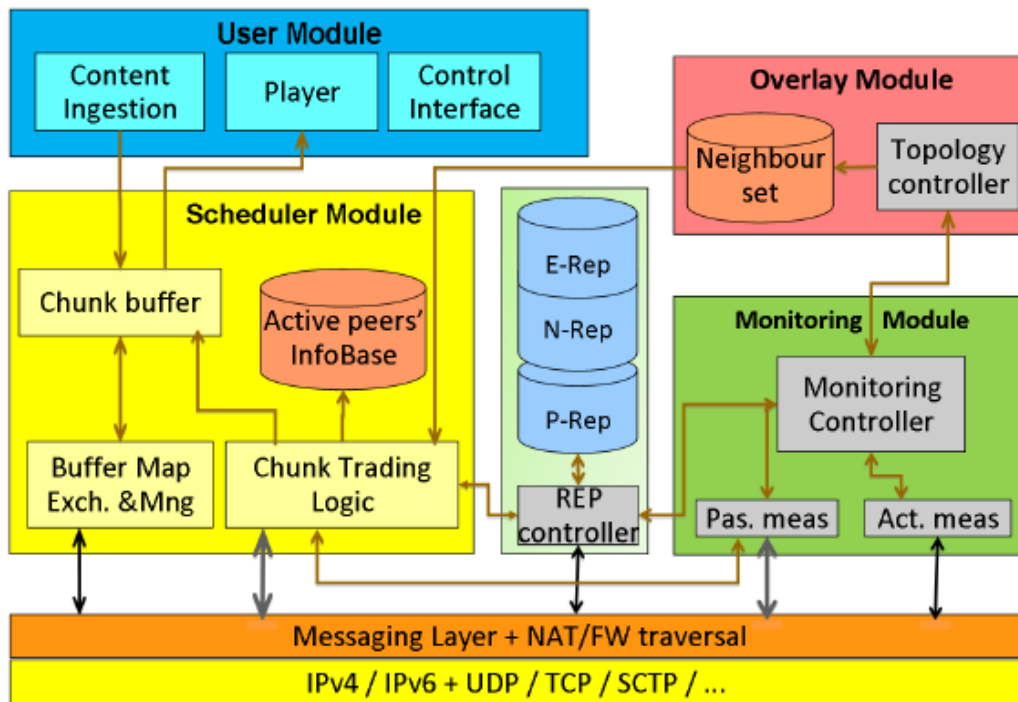 User Module
Content
Ingestion
Player
Control
Interface
Overlay Module
Neighbour
set
Topology
controller
Scheduler Module
Chunk buffer
Active peers'
InfoBase
Buffer Map
Exch. &Mng
Chunk Trading
Logic
E-Rep
N-Rep
P-Rep
REP
controller
Monitoring Module
Monitoring
Controller
Pas. meas
Act. meas
Messaging Layer + NAT/FW traversal
IPv4 / IPv6 + UDP / TCP / SCTP / ...